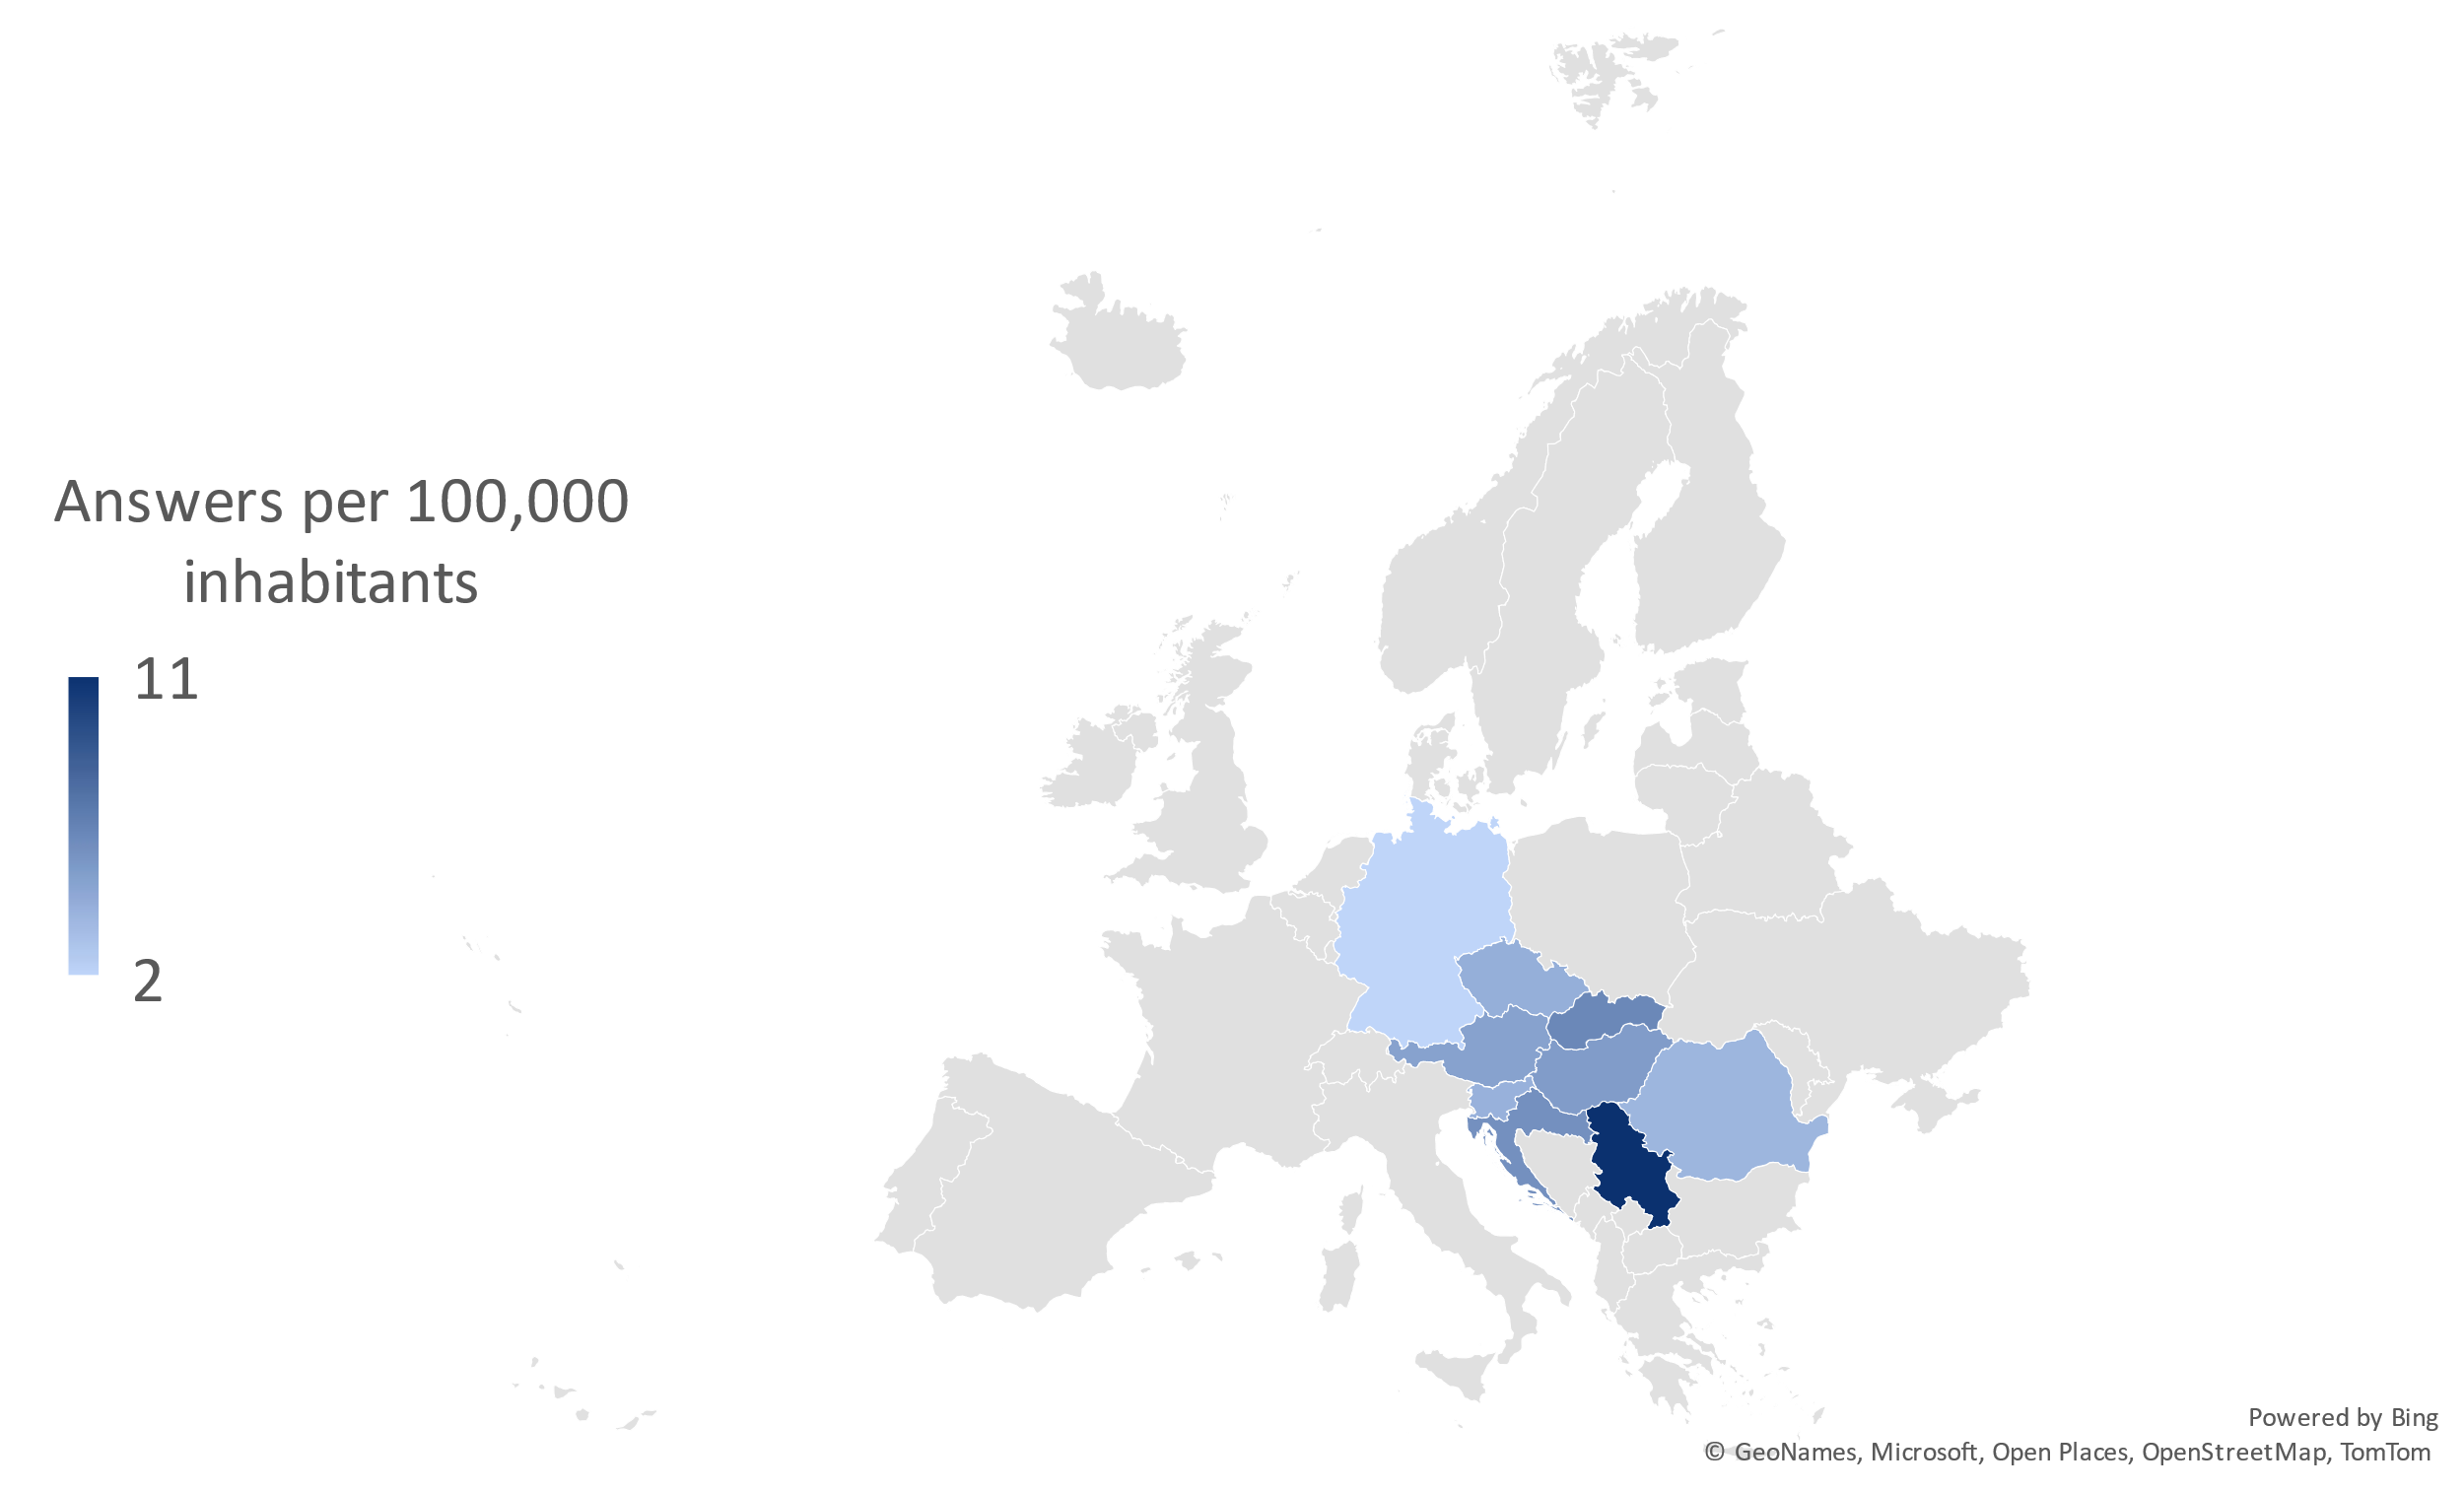 Answers per 100,000
inhabitants
11
2
Powered by Bing
© GeoNames, Microsoft, Open Places, OpenStreetMap, TomTom